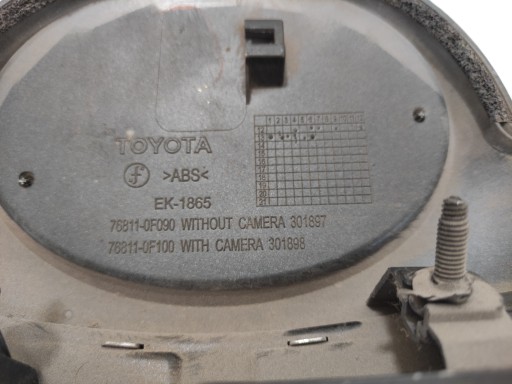 TOYOTA
>ABS<
EK-1865
76811-0F090 WITHOUT CAMERA 301897
76811-0F100 WITH CAMERA 301898